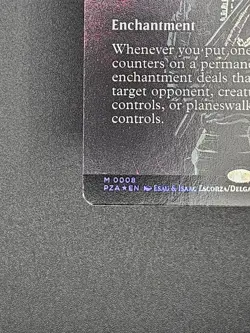 Enchantment
Whenever you put one
counters on a permane
enchantment deals tha
target opponent, creatu
controls, or planeswalk
controls.
M 0008
PZA★EN Esau & Isaac Escorza/Delga